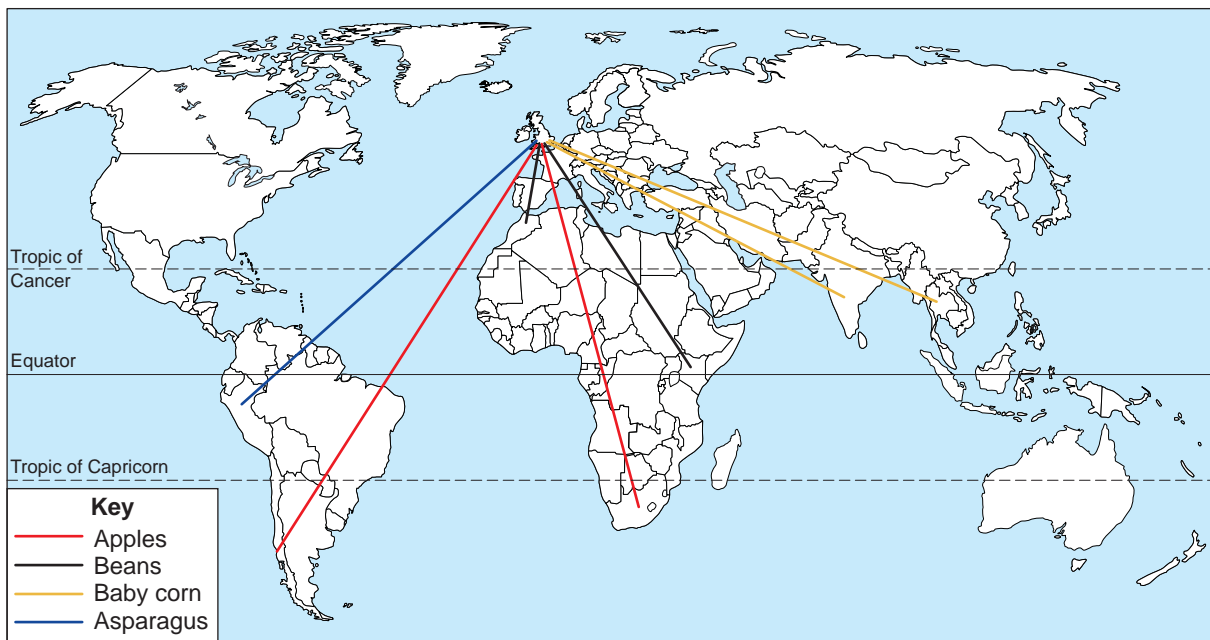 Tropic of
Cancer
Equator
Tropic of Capricorn
Key
Apples
Beans
Baby corn
Asparagus